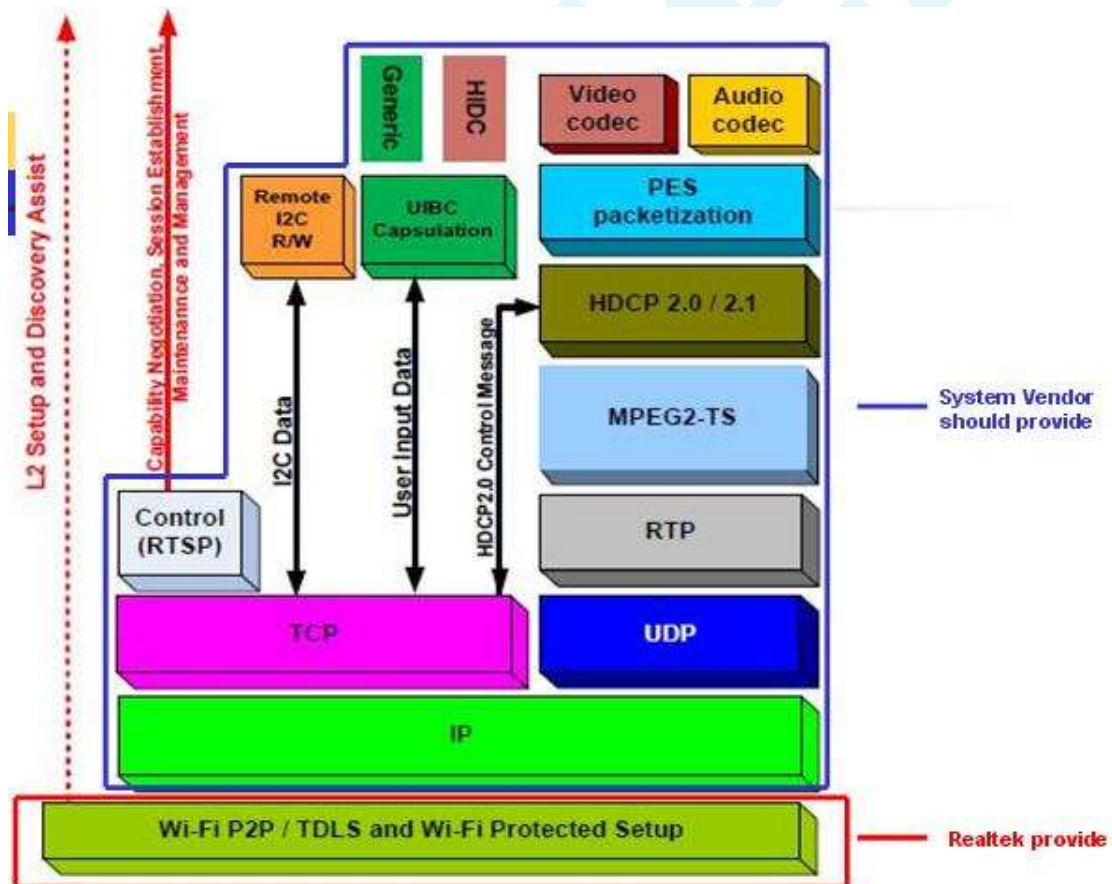 L2 Setup and Discovery Assist
Capability Negotiation, Session Establishment,
Maintenannce and Management
Generic
HIDC
Video
codec
Audio
codec
Remote
I2C
R/W
UIBC
Capsulation
PES
packetization
HDCP 2.0 / 2.1
I2C Data
User Input Data
HDCP2.0 Control Message
MPEG2-TS
System Vendor
should provide
Control
(RTSP)
RTP
TCP
UDP
IP
Wi-Fi P2P / TDLS and Wi-Fi Protected Setup
Realtek provide